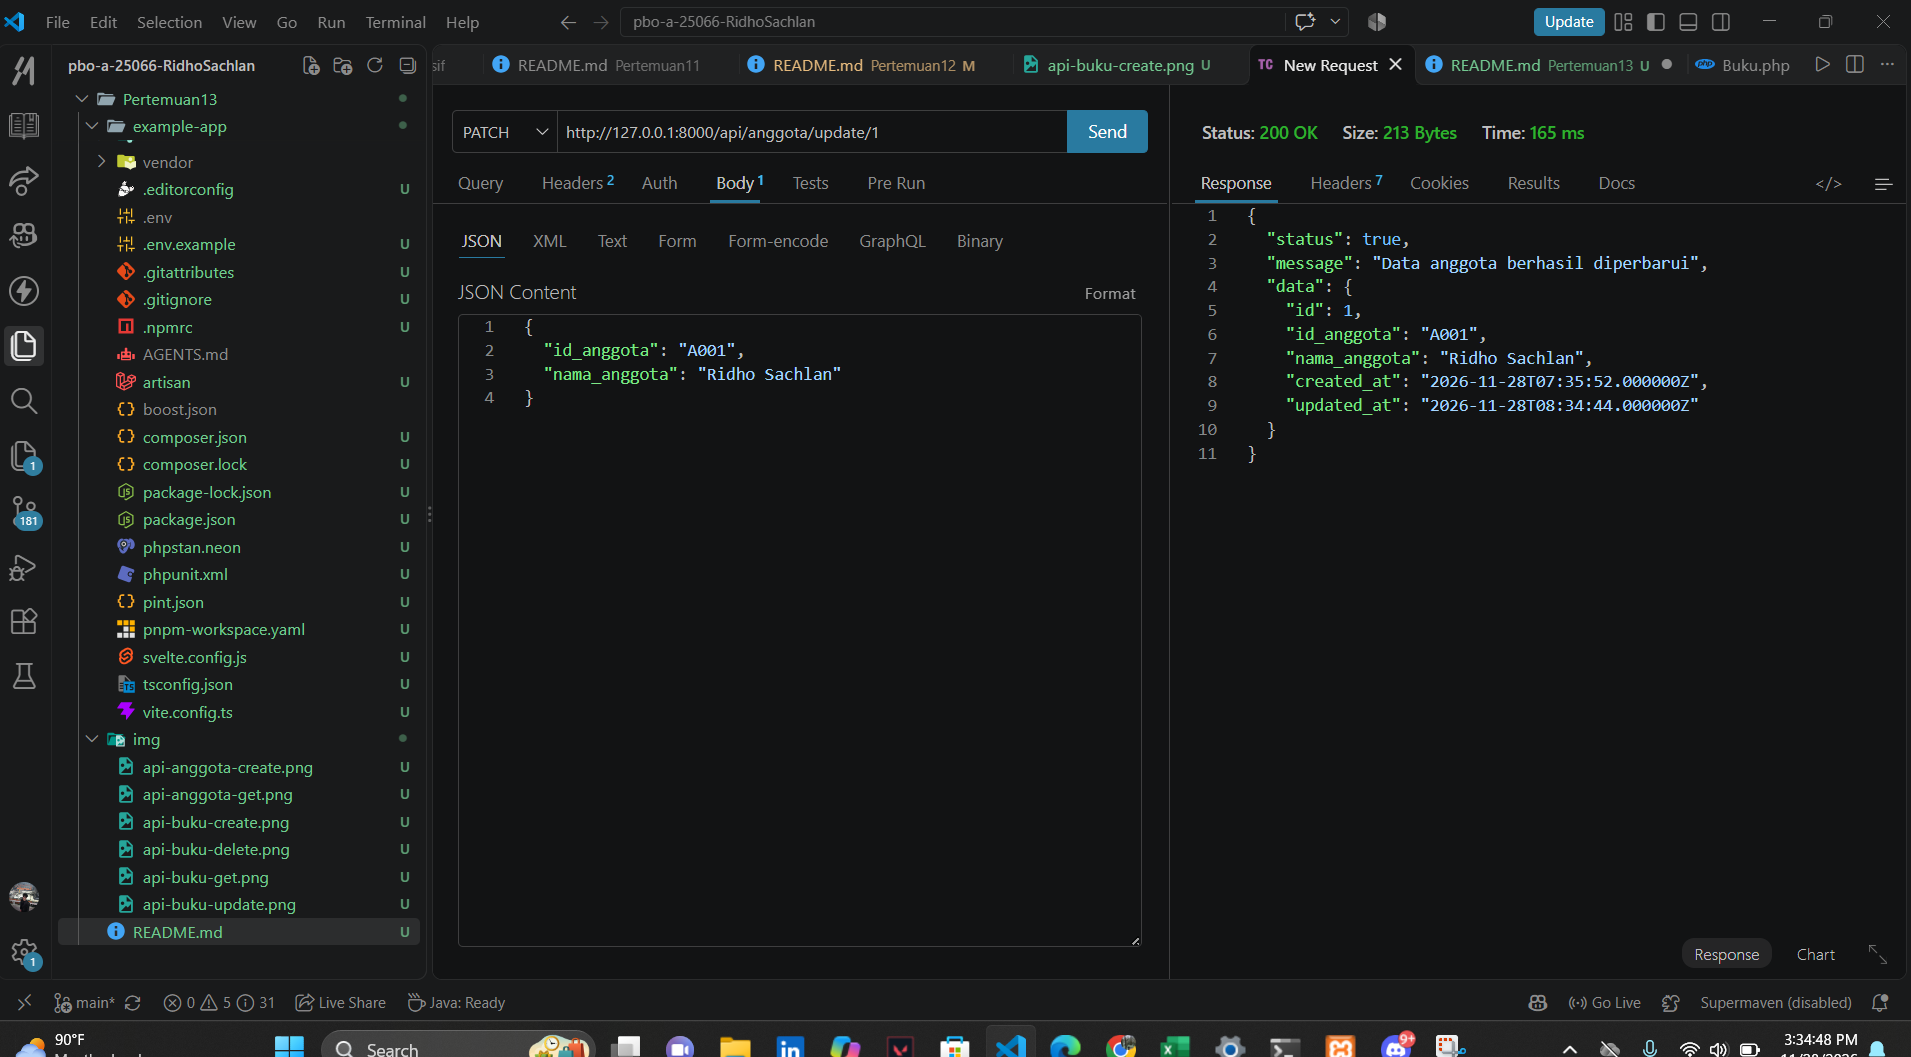 File Edit Selection View Go Run Terminal Help
pbo-a-25066-RidhoSachlan
Update
pbo-a-25066-RidhoSachlan
sif
README.md Pertemuan11
README.md Pertemuan12 M
api-buku-create.png U
TC New Request
README.md Pertemuan13 U
php Buku.php
Pertemuan13
example-app
vendor
.editorconfig U
.env
.env.example U
.gitattributes U
.gitignore U
.npmrc U
AGENTS.md
artisan U
boost.json
composer.json U
composer.lock U
package-lock.json U
package.json U
phpstan.neon U
phpunit.xml U
pint.json U
pnpm-workspace.yaml U
svelte.config.js U
tsconfig.json U
vite.config.ts U
img
api-anggota-create.png U
api-anggota-get.png U
api-buku-create.png U
api-buku-delete.png U
api-buku-get.png U
api-buku-update.png U
README.md U
1
181
1
PATCH http://127.0.0.1:8000/api/anggota/update/1 Send
Query Headers 2 Auth Body 1 Tests Pre Run
JSON XML Text Form Form-encode GraphQL Binary
JSON Content Format
1 {
2 "id_anggota": "A001",
3 "nama_anggota": "Ridho Sachlan"
4 }
Status: 200 OK Size: 213 Bytes Time: 165 ms
Response Headers 7 Cookies Results Docs </>
1 {
2 "status": true,
3 "message": "Data anggota berhasil diperbarui",
4 "data": {
5 "id": 1,
6 "id_anggota": "A001",
7 "nama_anggota": "Ridho Sachlan",
8 "created_at": "2026-11-28T07:35:52.000000Z",
9 "updated_at": "2026-11-28T08:34:44.000000Z"
10 }
11 }
Response Chart
main* 0 5 31 Live Share Java: Ready
Go Live Supermaven (disabled)
90°F
Search
9+
3:34:48 PM